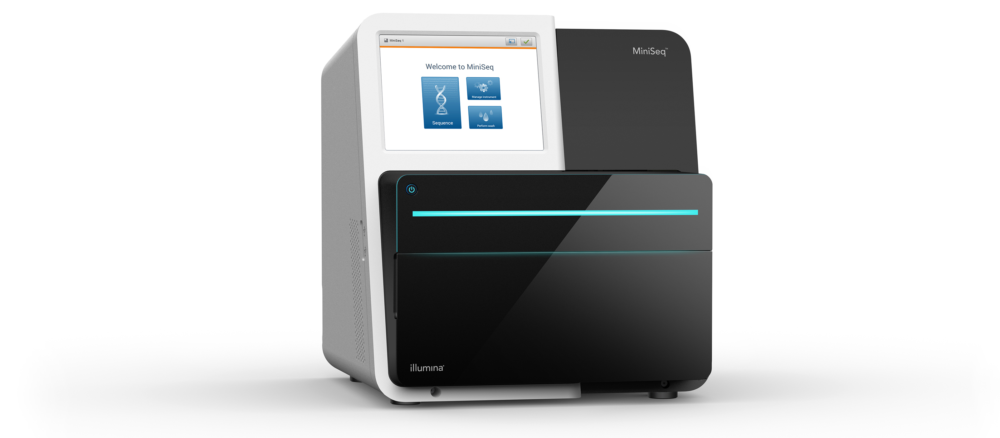 MiniSeq 1
Welcome to MiniSeq
Sequence
Manage instrument
Perform wash
MiniSeq™
illumina®